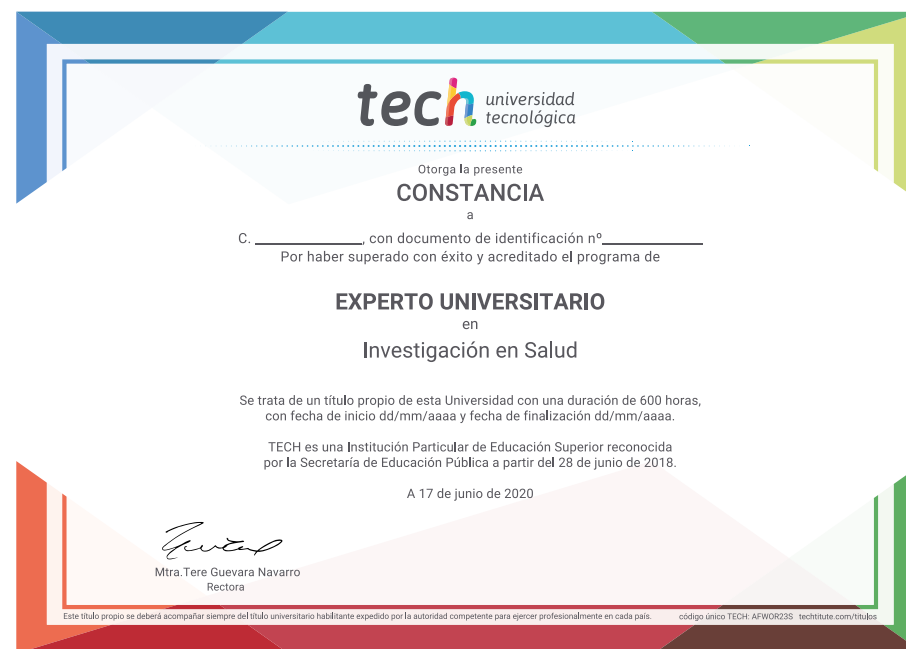 tech universidad
tecnológica
Otorga la presente
CONSTANCIA
a
C. ____________, con documento de identificación nº____________
Por haber superado con éxito y acreditado el programa de
EXPERTO UNIVERSITARIO
en
Investigación en Salud
Se trata de un título propio de esta Universidad con una duración de 600 horas,
con fecha de inicio dd/mm/aaaa y fecha de finalización dd/mm/aaaa.
TECH es una Institución Particular de Educación Superior reconocida
por la Secretaría de Educación Pública a partir del 28 de junio de 2018.
A 17 de junio de 2020
Mtra.Tere Guevara Navarro
Rectora
Este título propio se deberá acompañar siempre del título universitario habilitante expedido por la autoridad competente para ejercer profesionalmente en cada país. código único TECH: AFWOR23S techtitute.com/titulos